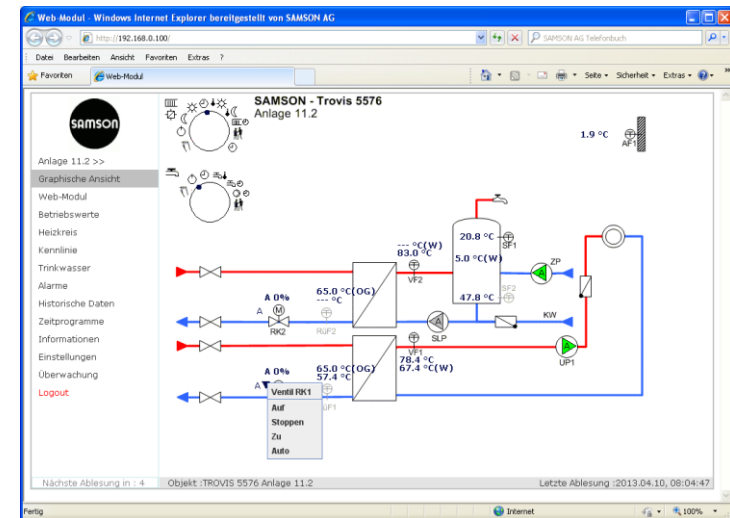 Web-Modul - Windows Internet Explorer bereitgestellt von SAMSON AG
http://192.168.0.100/
SAMSON AG Telefonbuch
Datei Bearbeiten Ansicht Favoriten Extras ?
Favoriten Web-Modul Seite Sicherheit Extras
samson
SAMSON - Trovis 5576
Anlage 11.2
1.9 °C
AF1
Anlage 11.2 >>
Graphische Ansicht
Web-Modul
Betriebswerte
Heizkreis
Kennlinie
Trinkwasser
Alarme
Historische Daten
Zeitprogramme
Informationen
Einstellungen
Überwachung
Logout
20.8 °C
SF1
--- °C(W)
83.0 °C
5.0 °C(W)
A ZP
VF2
SF2
65.0 °C(OG)
--- °C
47.8 °C
A 0%
A M
RK2
RüF2
A
SLP
KW
VF1
78.4 °C
67.4 °C(W)
A
UP1
A 0%
65.0 °C(OG)
57.4 °C
A
üF1
Ventil RK1
Auf
Stoppen
Zu
Auto
Nächste Ablesung in : 4
Objekt :TROVIS 5576 Anlage 11.2
Letzte Ablesung :2013.04.10, 08:04:47
Fertig
Internet
100%